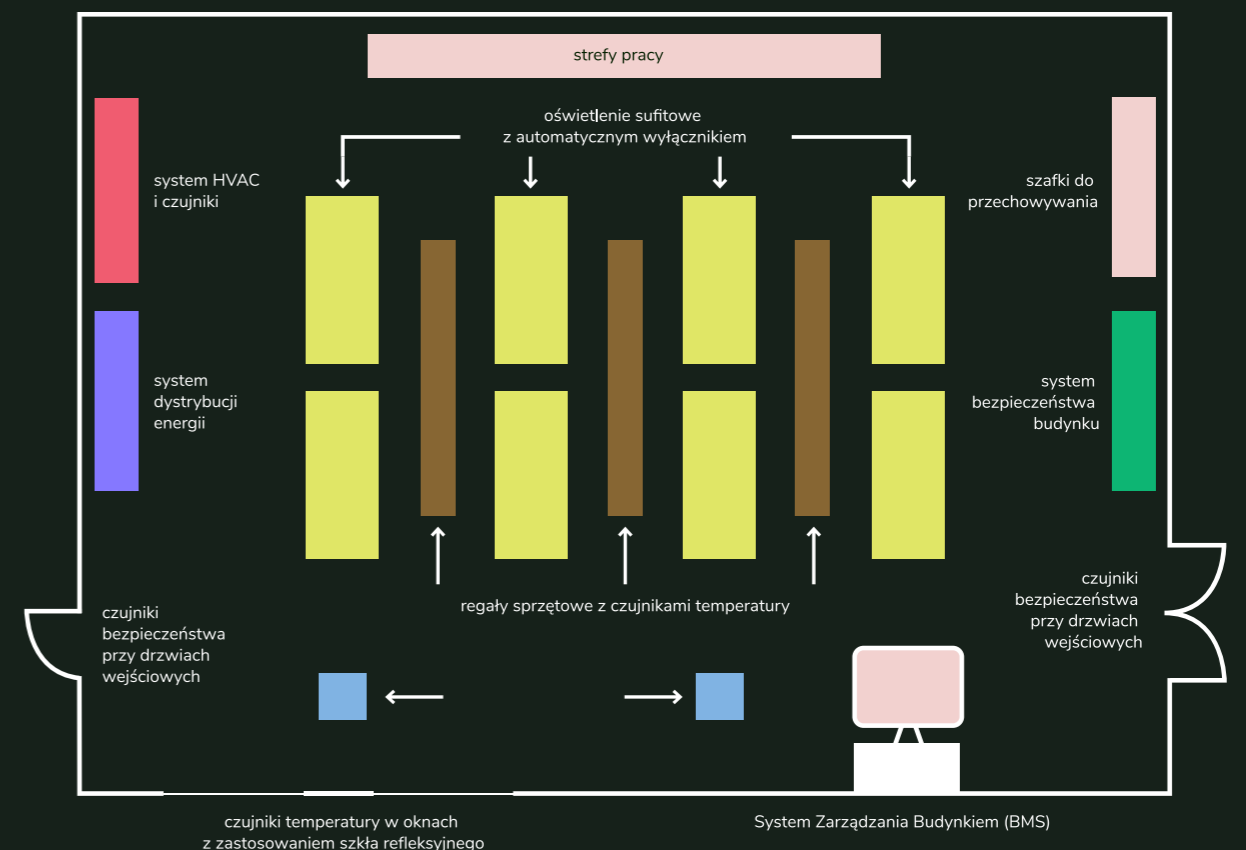 strefy pracy
oświetlenie sufitowe
z automatycznym wyłącznikiem
system HVAC
i czujniki
szafki do
przechowywania
system
dystrybucji
energii
system
bezpieczeństwa
budynku
czujniki
bezpieczeństwa
przy drzwiach
wejściowych
regały sprzętowe z czujnikami temperatury
czujniki
bezpieczeństwa
przy drzwiach
wejściowych
czujniki temperatury w oknach
z zastosowaniem szkła refleksyjnego
System Zarządzania Budynkiem (BMS)